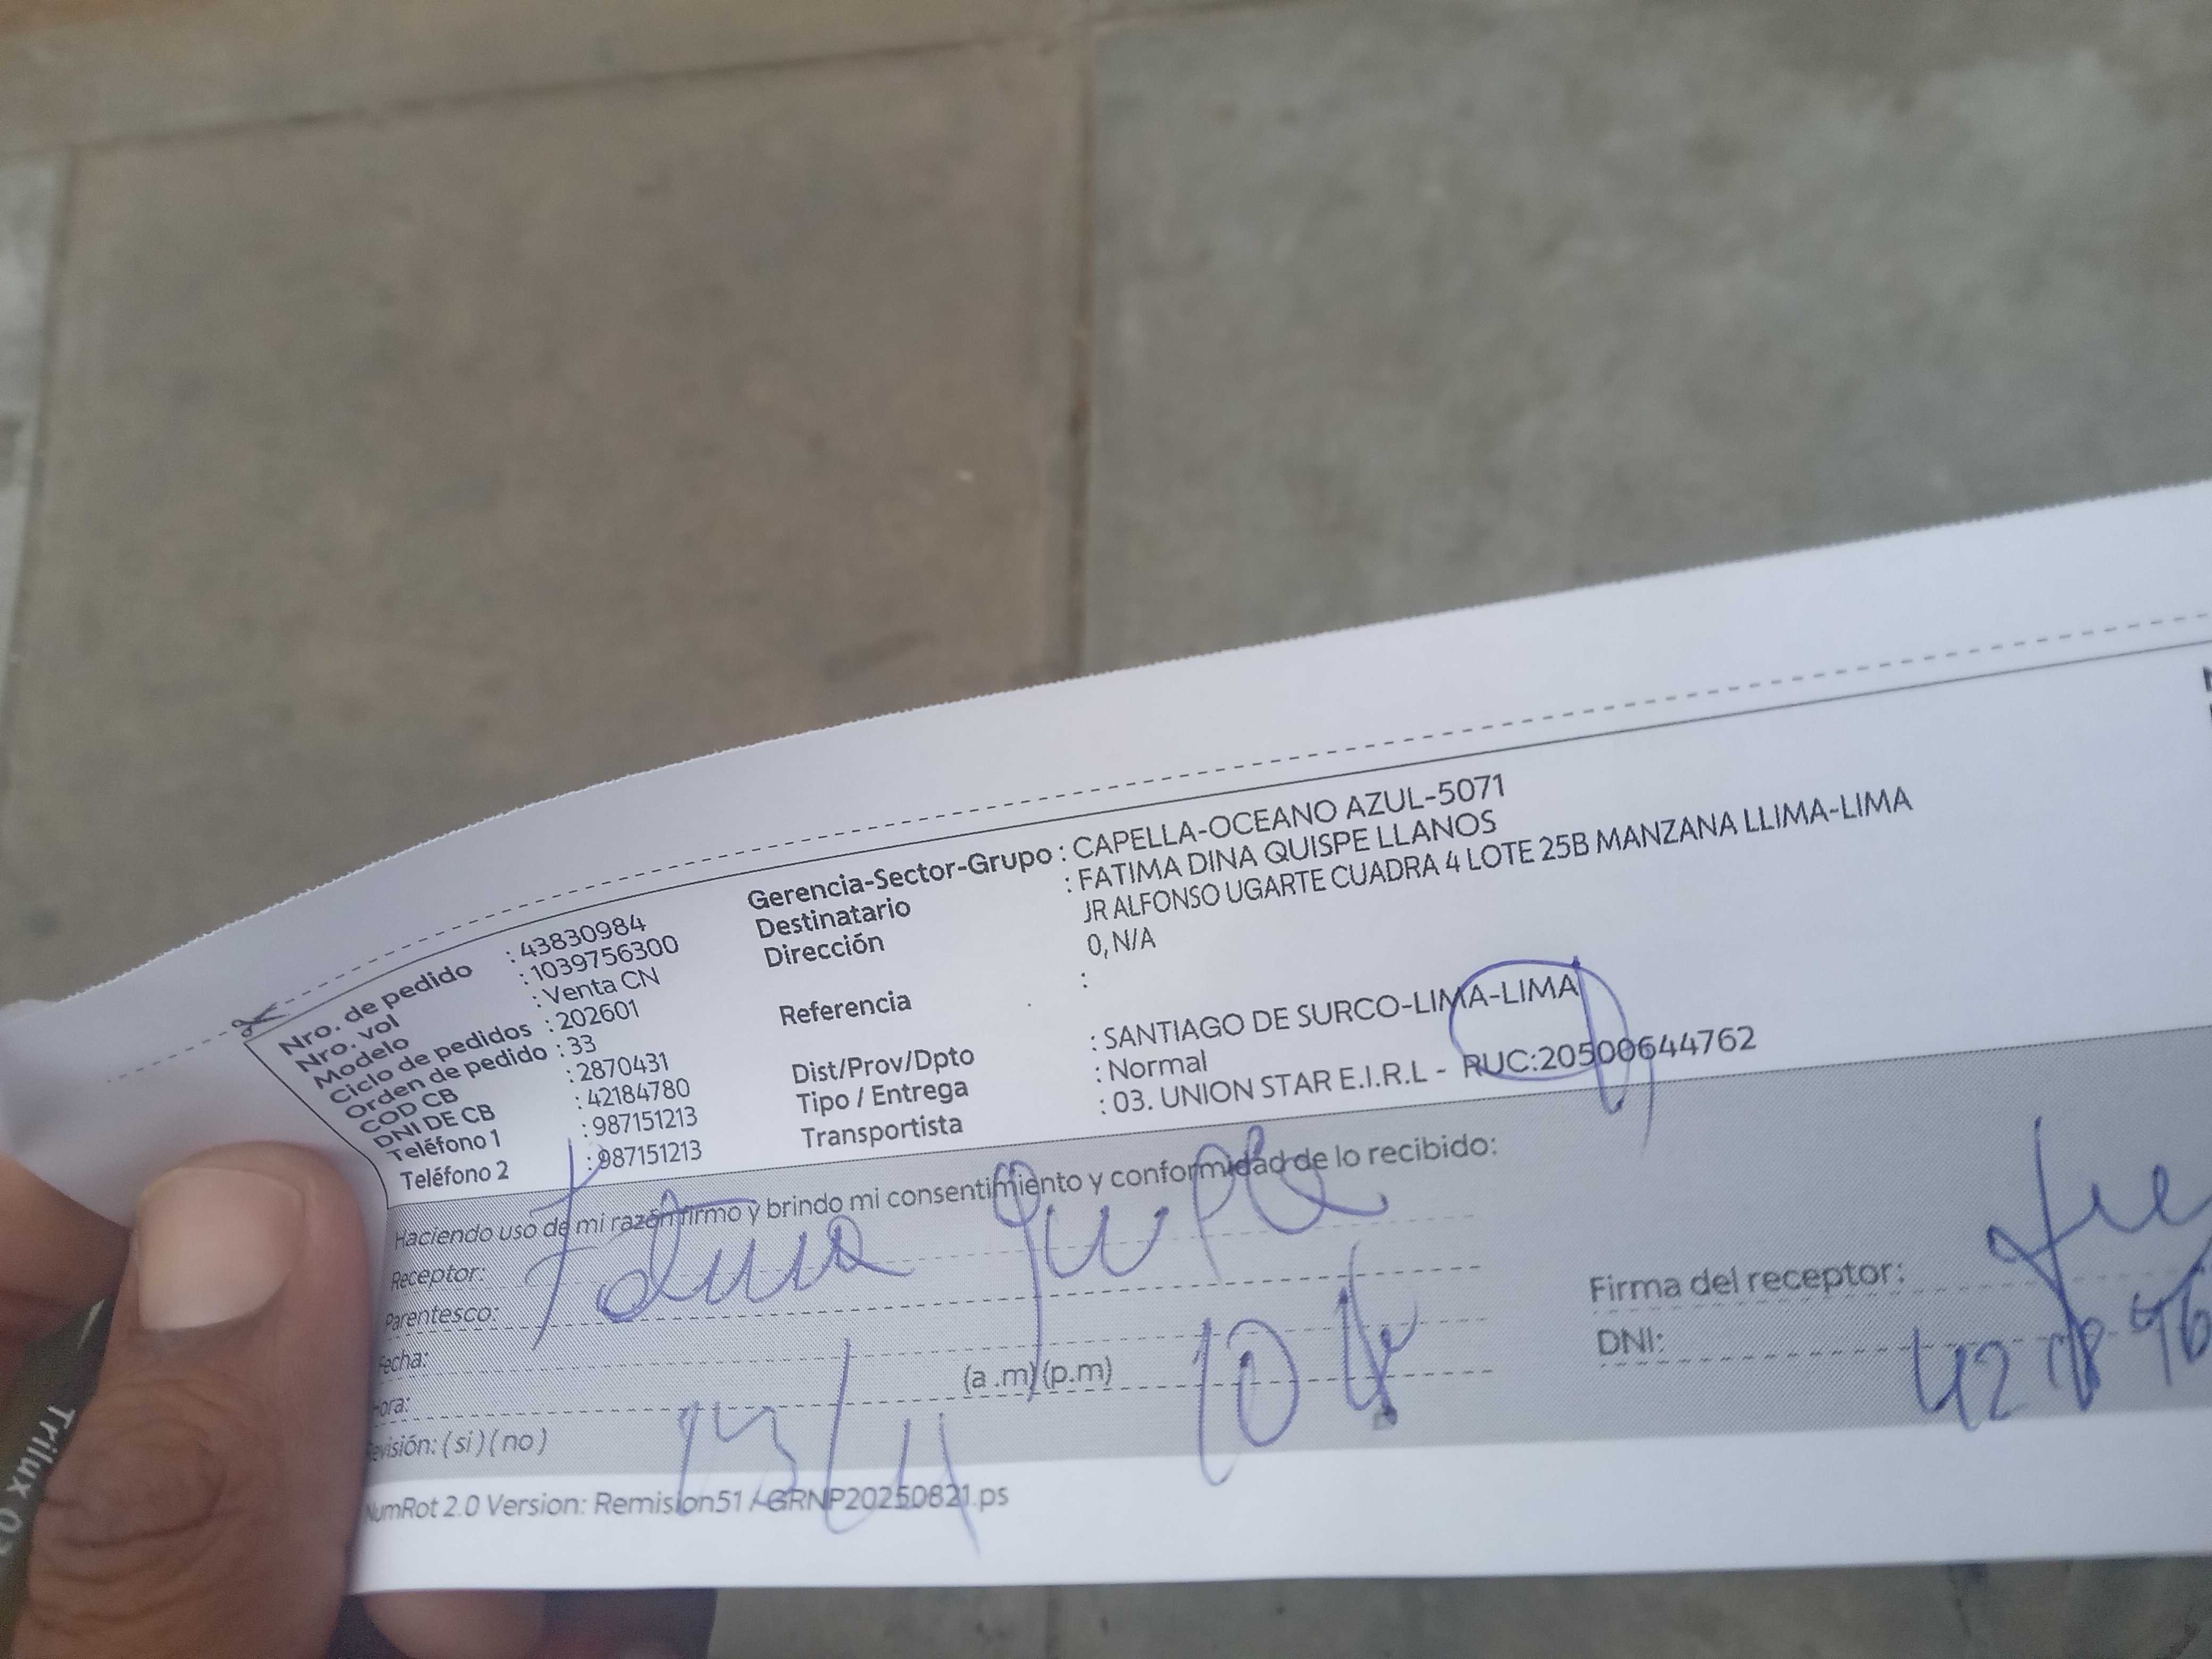 Nro. de pedido : 43830984
Nro. vol : 1039756300
Modelo : Venta CN
Ciclo de pedidos : 202601
Orden de pedido : 33
COD CB : 2870431
DNI DE CB : 42184780
Teléfono 1 : 987151213
Teléfono 2 : 987151213
Gerencia-Sector-Grupo : CAPELLA-OCEANO AZUL-5071
Destinatario : FATIMA DINA QUISPE LLANOS
Dirección JR ALFONSO UGARTE CUADRA 4 LOTE 25B MANZANA LLIMA-LIMA
0, N/A
Referencia :
Dist/Prov/Dpto : SANTIAGO DE SURCO-LIMA-LIMA
Tipo / Entrega : Normal
Transportista : 03. UNION STAR E.I.R.L - RUC:20500644762
Haciendo uso de mi razón firmo y brindo mi consentimiento y conformidad de lo recibido:
Receptor: Fatima
Parentesco:
Fecha:
Hora: (a .m) (p.m) 10
Revisión: ( si ) ( no )
Firma del receptor:
DNI:
NumRot 2.0 Version: Remision51 / GRNP20250821.ps
Trilux